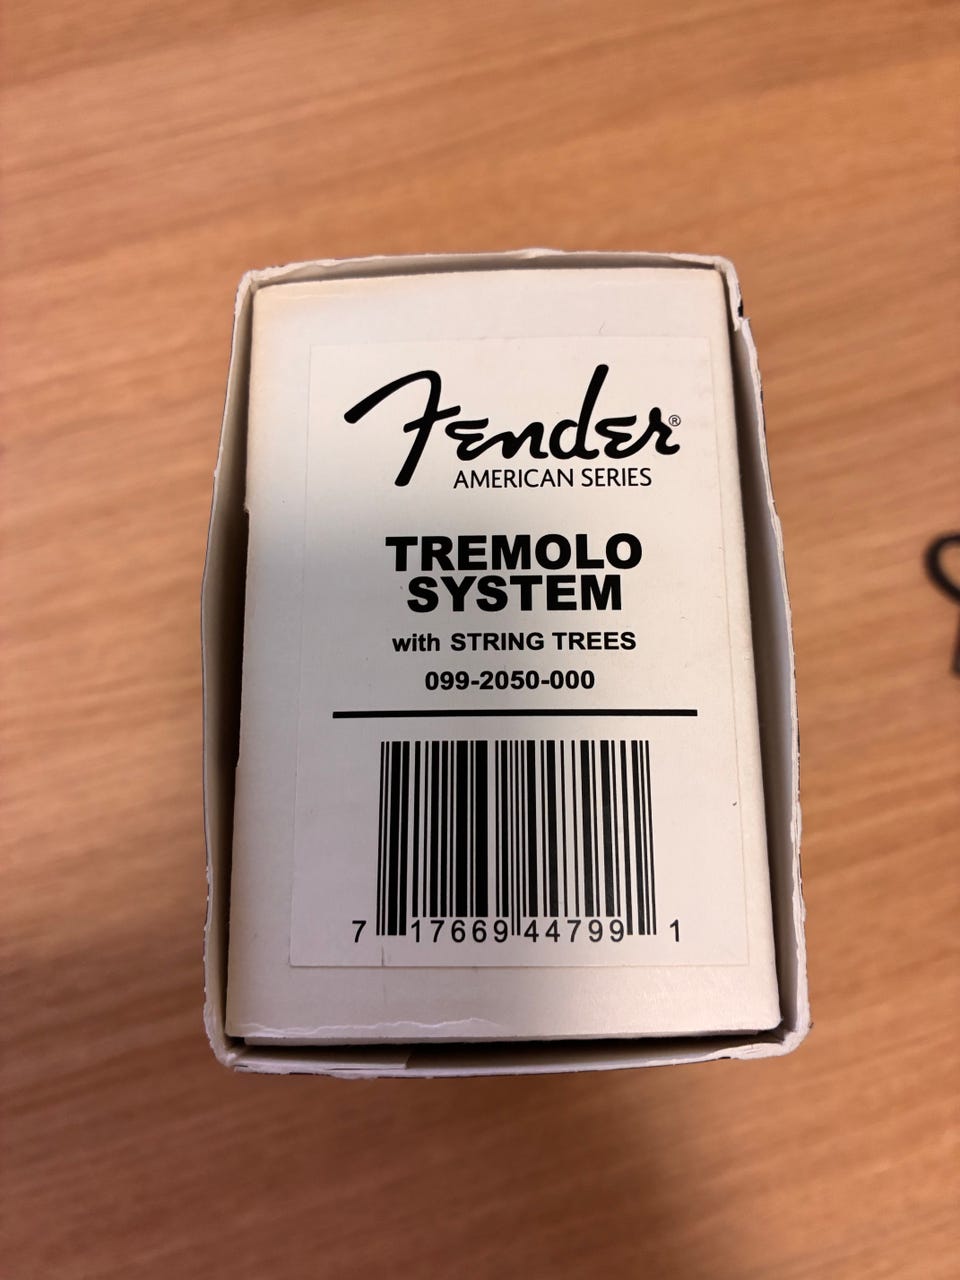 Fender®
AMERICAN SERIES
TREMOLO
SYSTEM
with STRING TREES
099-2050-000
7 17669 44799 1